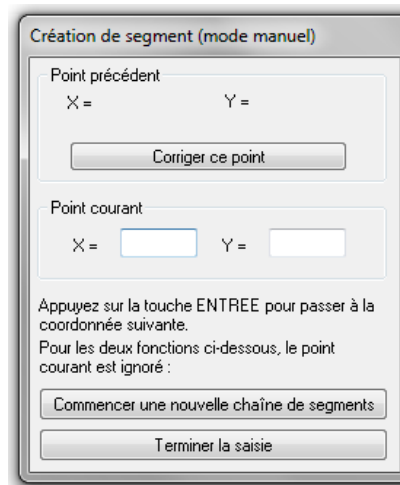 Création de segment (mode manuel)
Point précédent
X = Y =
Corriger ce point
Point courant
X = Y =
Appuyez sur la touche ENTREE pour passer à la
coordonnée suivante.
Pour les deux fonctions ci-dessous, le point
courant est ignoré :
Commencer une nouvelle chaîne de segments
Terminer la saisie